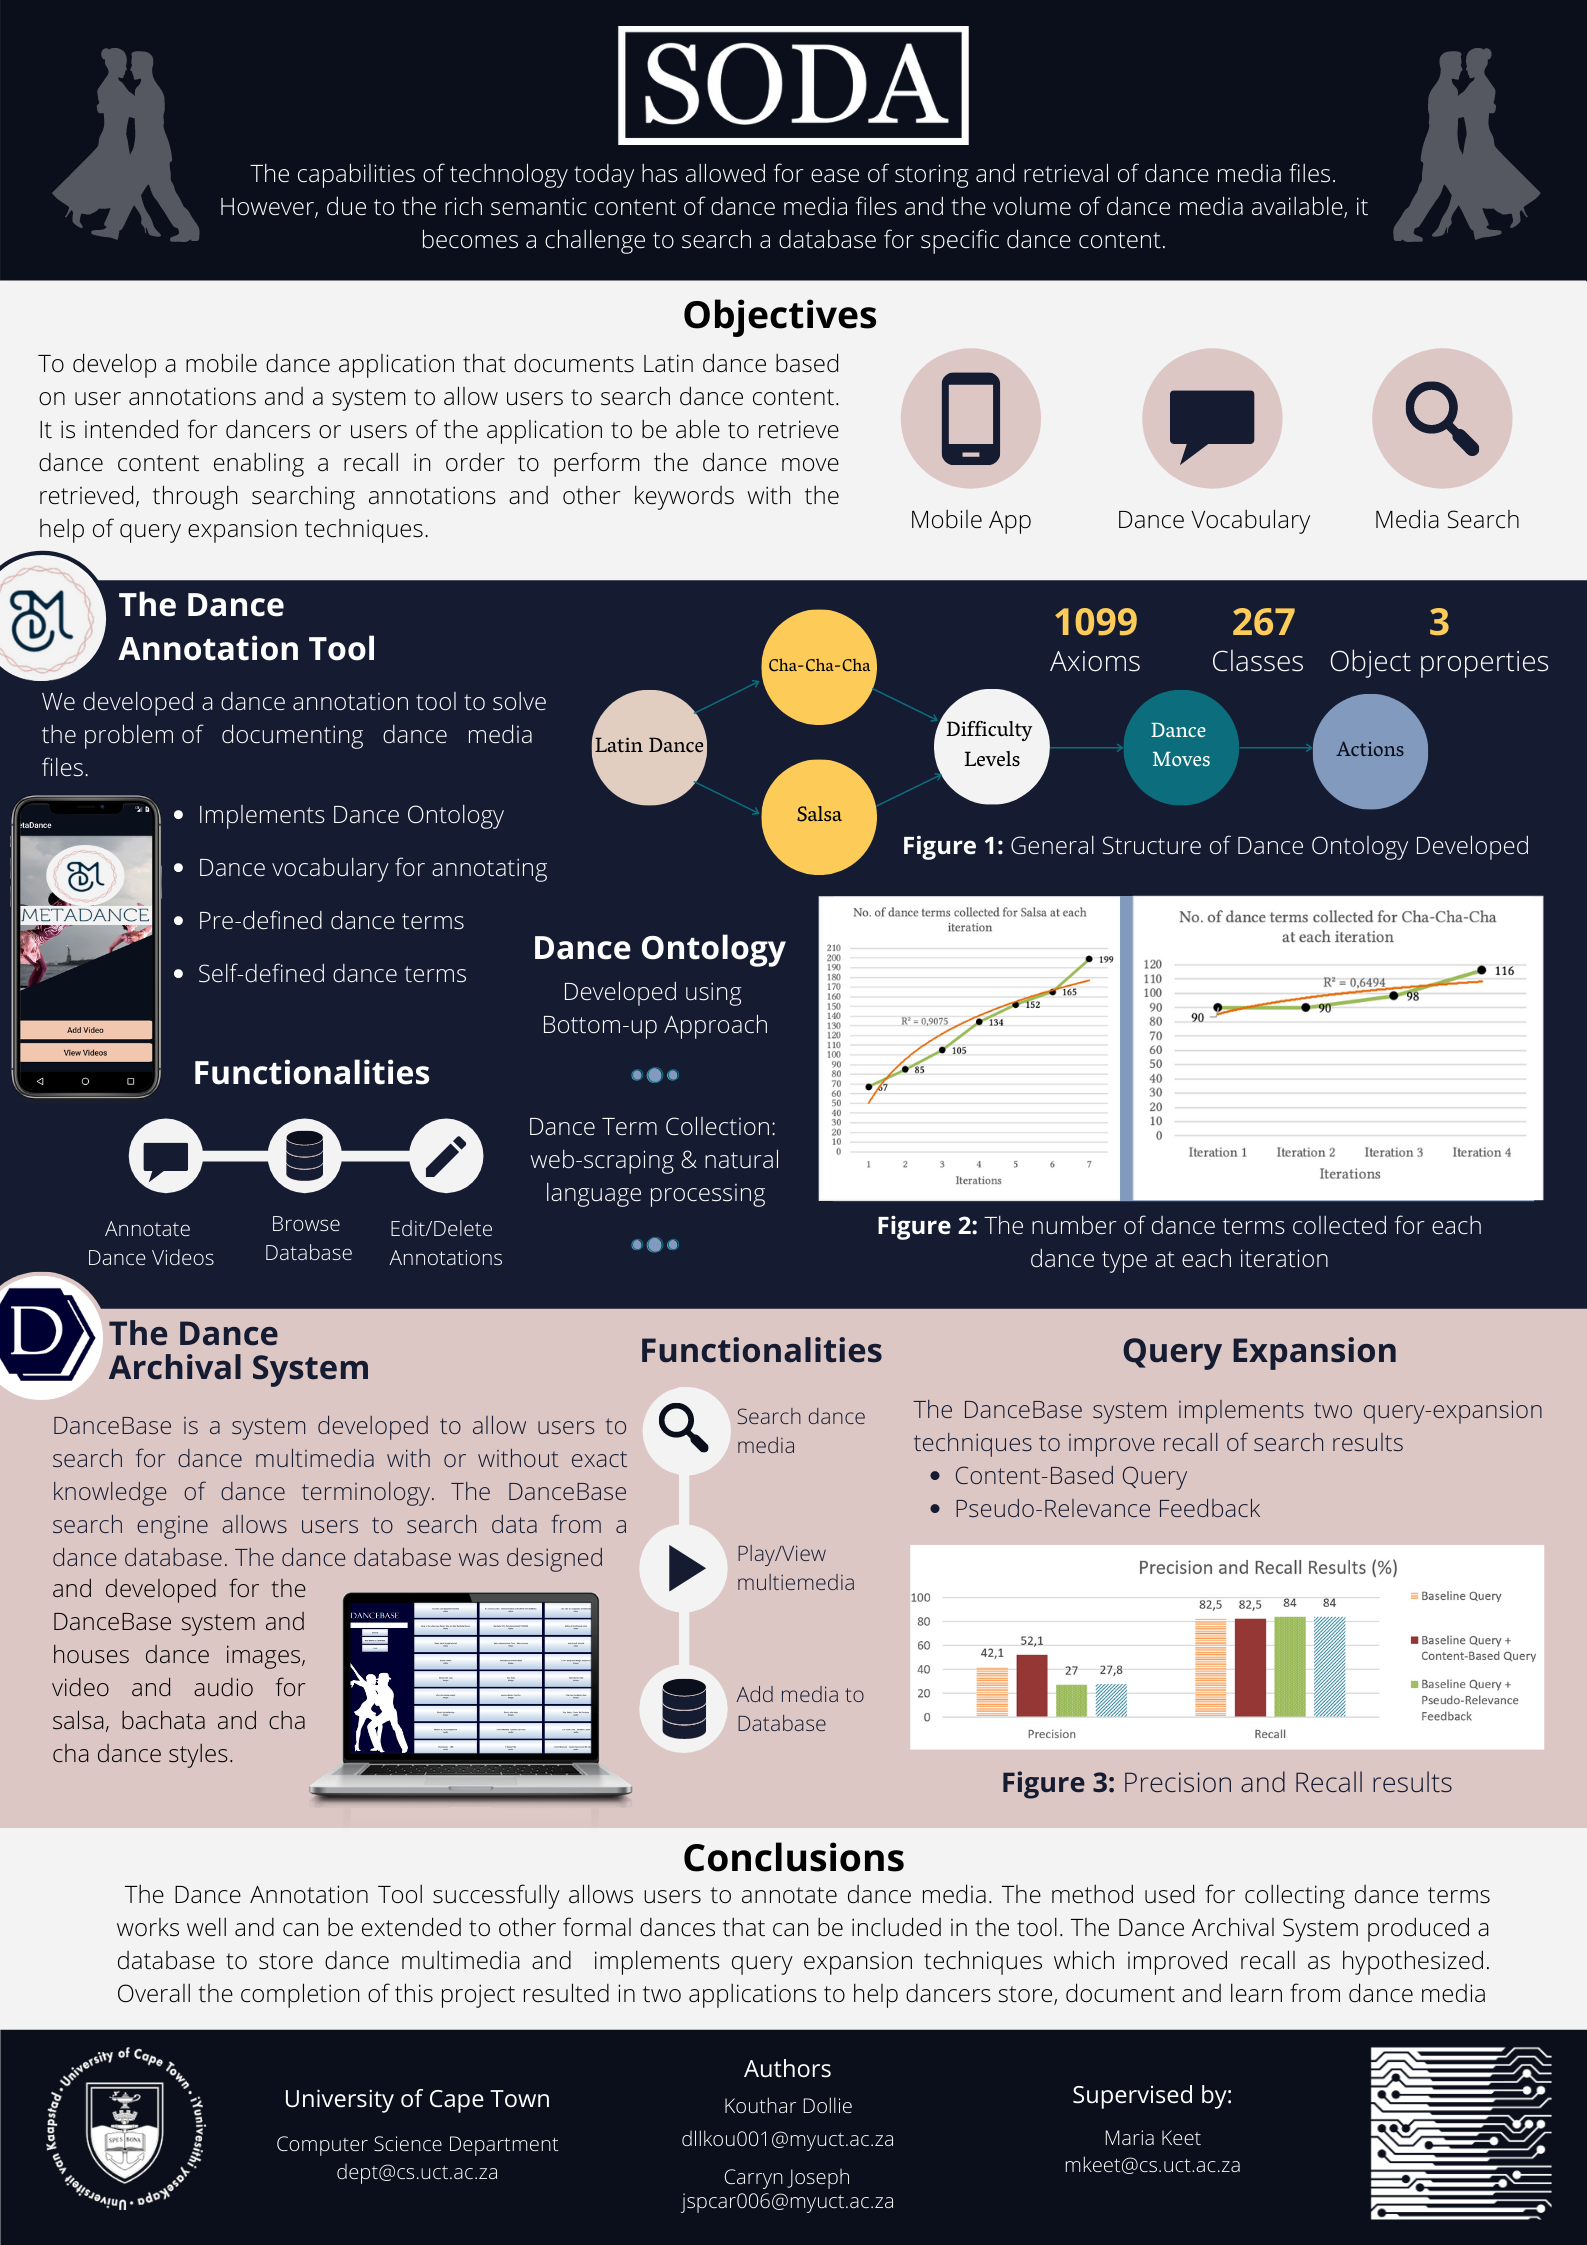 SODA
The capabilities of technology today has allowed for ease of storing and retrieval of dance media files.
However, due to the rich semantic content of dance media files and the volume of dance media available, it
becomes a challenge to search a database for specific dance content.
Objectives
To develop a mobile dance application that documents Latin dance based
on user annotations and a system to allow users to search dance content.
It is intended for dancers or users of the application to be able to retrieve
dance content enabling a recall in order to perform the dance move
retrieved, through searching annotations and other keywords with the
help of query expansion techniques.
Mobile App
Dance Vocabulary
Media Search
The Dance
Annotation Tool
We developed a dance annotation tool to solve
the problem of documenting dance media
files.
Implements Dance Ontology
Dance vocabulary for annotating
Pre-defined dance terms
Self-defined dance terms
etaDance
METADANCE
Add Video
View Videos
Functionalities
Annotate
Dance Videos
Browse
Database
Edit/Delete
Annotations
Latin Dance
Cha-Cha-Cha
Salsa
Difficulty
Levels
Dance
Moves
Actions
1099
Axioms
267
Classes
3
Object properties
Figure 1: General Structure of Dance Ontology Developed
Dance Ontology
Developed using
Bottom-up Approach
Dance Term Collection:
web-scraping & natural
language processing
No. of dance terms collected for Salsa at each
iteration
210
200
190
180
170
160
150
140
130
120
110
100
90
80
70
60
50
40
30
20
10
0
R² = 0,9075
67
85
105
134
152
165
199
1 2 3 4 5 6 7
Iterations
No. of dance terms collected for Cha-Cha-Cha
at each iteration
120
110
100
90
80
70
60
50
40
30
20
10
0
R² = 0,6494
90
90
98
116
Iteration 1 Iteration 2 Iteration 3 Iteration 4
Iterations
Figure 2: The number of dance terms collected for each
dance type at each iteration
D
The Dance
Archival System
DanceBase is a system developed to allow users to
search for dance multimedia with or without exact
knowledge of dance terminology. The DanceBase
search engine allows users to search data from a
dance database. The dance database was designed
and developed for the
DanceBase system and
houses dance images,
video and audio for
salsa, bachata and cha
cha dance styles.
DANCEBASE
Functionalities
Search dance
media
Play/View
multiemedia
Add media to
Database
Query Expansion
The DanceBase system implements two query-expansion
techniques to improve recall of search results
Content-Based Query
Pseudo-Relevance Feedback
Precision and Recall Results (%)
100
80
60
40
20
0
42,1
52,1
27
27,8
82,5
82,5
84
84
Precision
Recall
Baseline Query
Baseline Query +
Content-Based Query
Baseline Query +
Pseudo-Relevance
Feedback
Figure 3: Precision and Recall results
Conclusions
The Dance Annotation Tool successfully allows users to annotate dance media. The method used for collecting dance terms
works well and can be extended to other formal dances that can be included in the tool. The Dance Archival System produced a
database to store dance multimedia and implements query expansion techniques which improved recall as hypothesized.
Overall the completion of this project resulted in two applications to help dancers store, document and learn from dance media
University of Cape Town · iYunivesithi yaseKapa · Universiteit van Kaapstad ·
SPES BONA
University of Cape Town
Computer Science Department
dept@cs.uct.ac.za
Authors
Kouthar Dollie
dllkou001@myuct.ac.za
Carryn Joseph
jspcar006@myuct.ac.za
Supervised by:
Maria Keet
mkeet@cs.uct.ac.za